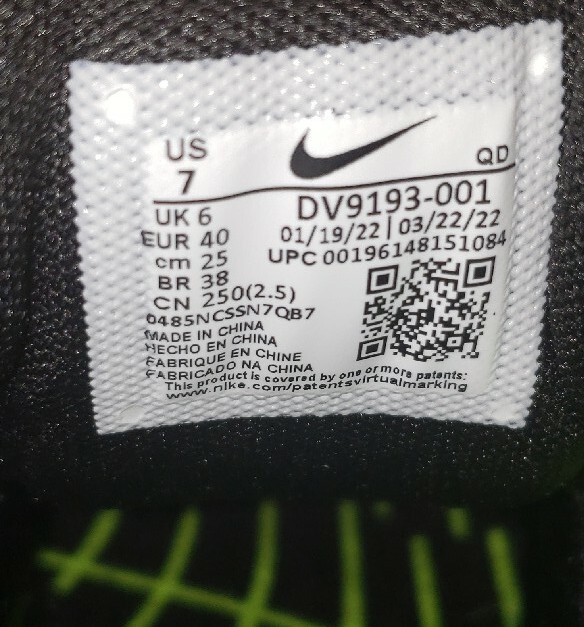 US
7
QD
DV9193-001
01/19/22 | 03/22/22
UPC 00196148151084
UK 6
EUR 40
cm 25
BR 38
CN 250(2.5)
0485NCSSN7QB7
MADE IN CHINA
HECHO EN CHINA
FABRIQUE EN CHINE
FABRICADO NA CHINA
This product is covered by one or more patents:
www.nike.com/patentsvirtualmarking